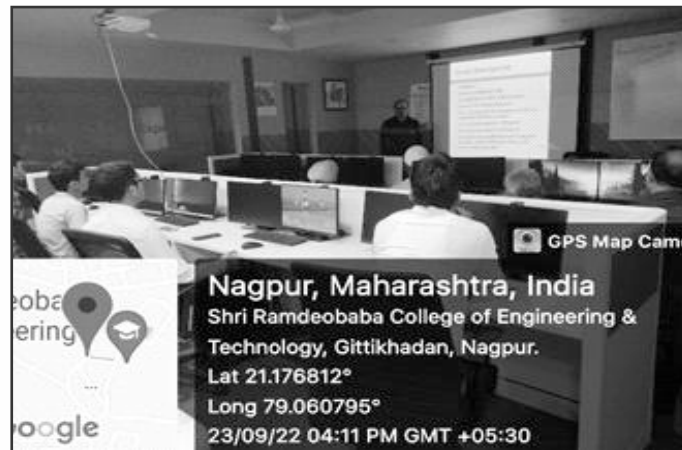 GPS Map Cam
Nagpur, Maharashtra, India
Shri Ramdeobaba College of Engineering &
Technology, Gittikhadan, Nagpur.
Lat 21.176812°
Long 79.060795°
23/09/22 04:11 PM GMT +05:30
eoba
ering
oogle